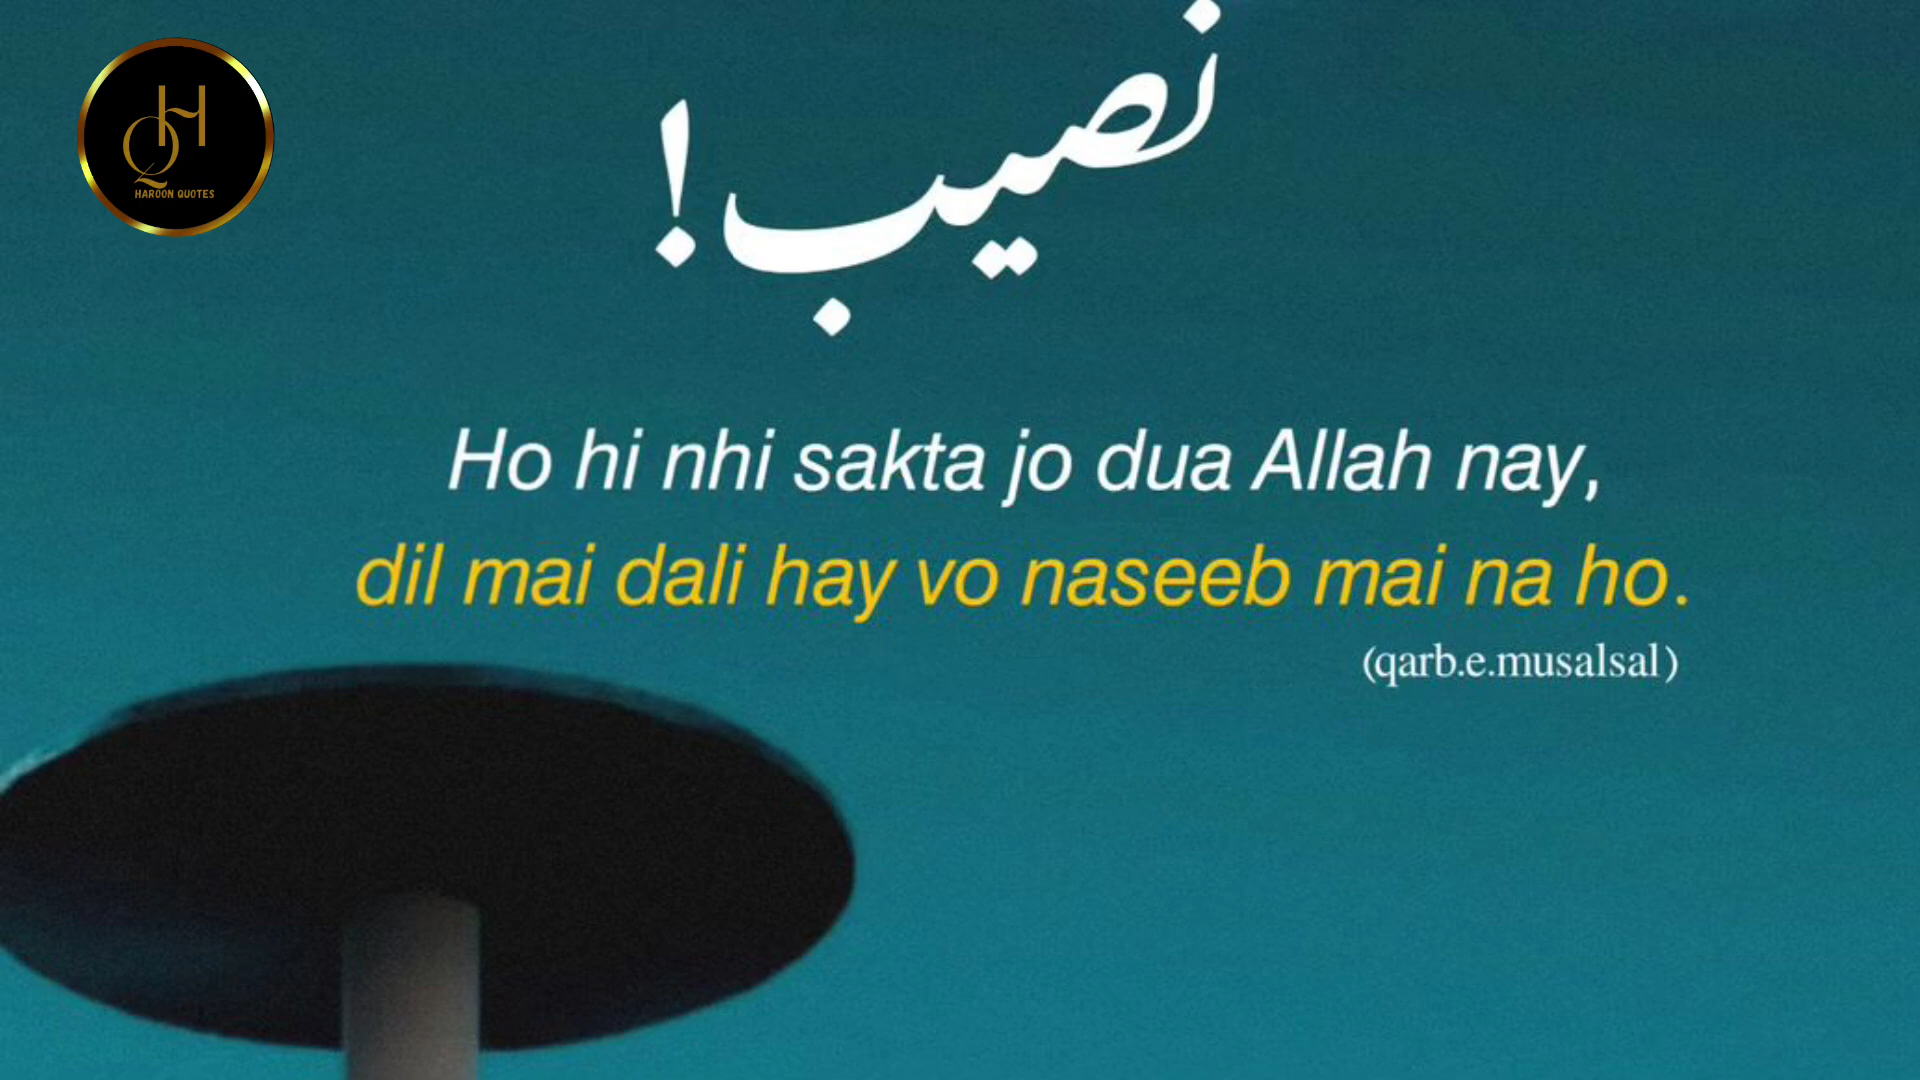 نصیب!
HQ
HAROON QUOTES
Ho hi nhi sakta jo dua Allah nay,
dil mai dali hay vo naseeb mai na ho.
(qarb.e.musalsal)